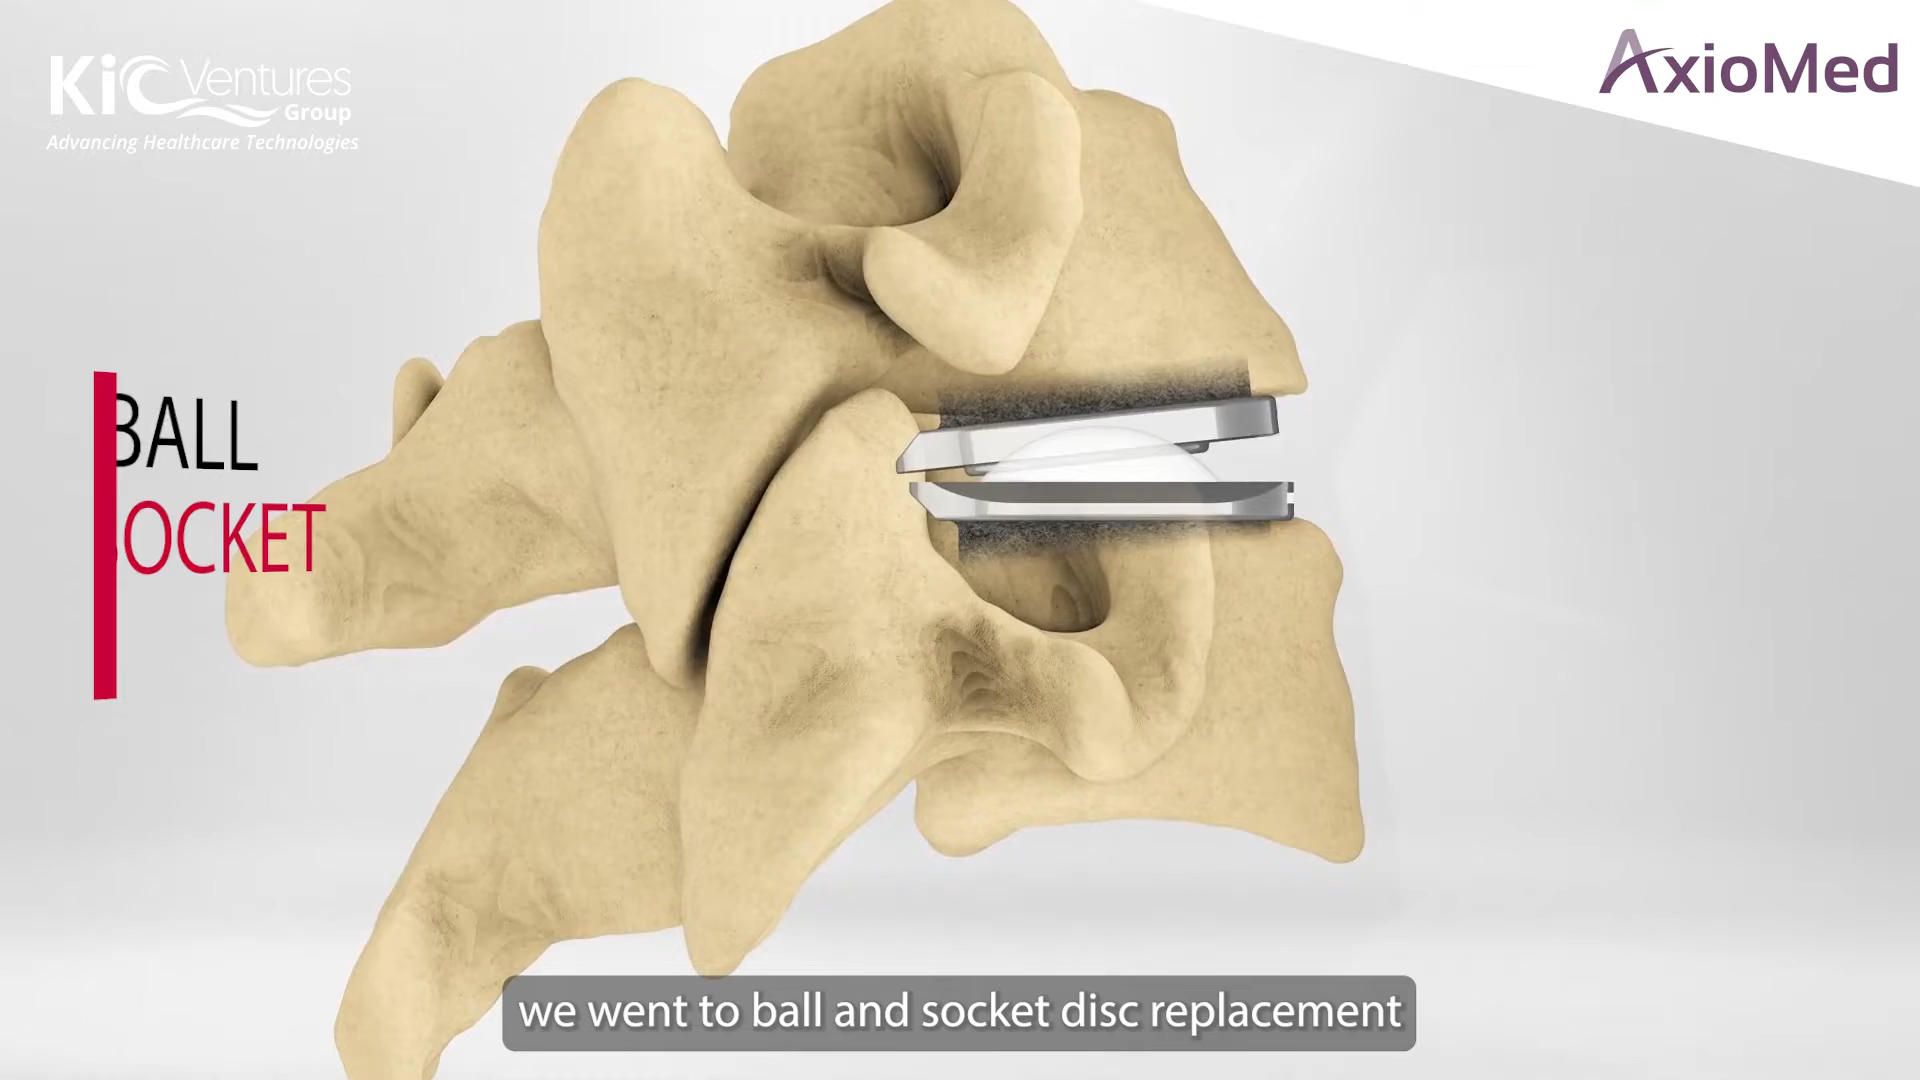 KiC Ventures
Group
Advancing Healthcare Technologies
AxioMed
BALL
OCKET
we went to ball and socket disc replacement